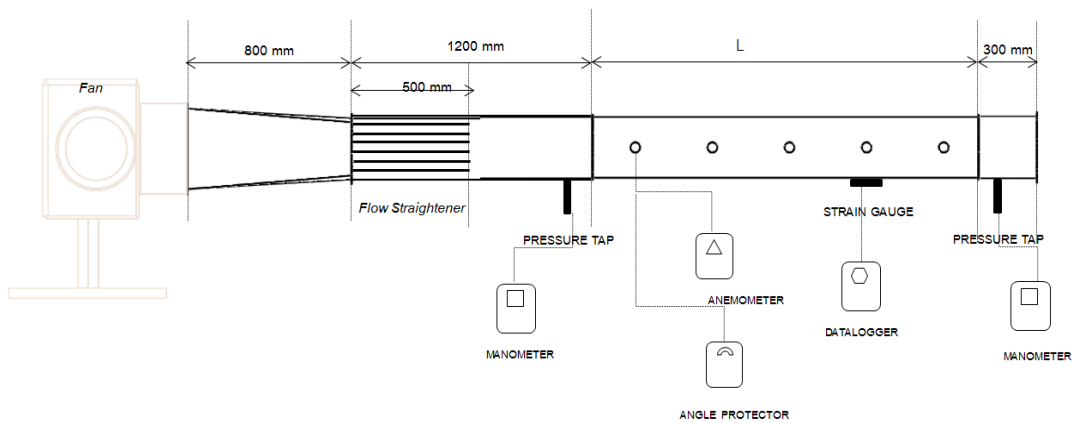 800 mm
1200 mm
L
300 mm
Fan
500 mm
Flow Straightener
STRAIN GAUGE
PRESSURE TAP
PRESSURE TAP
ANEMOMETER
DATALOGGER
MANOMETER
MANOMETER
ANGLE PROTECTOR